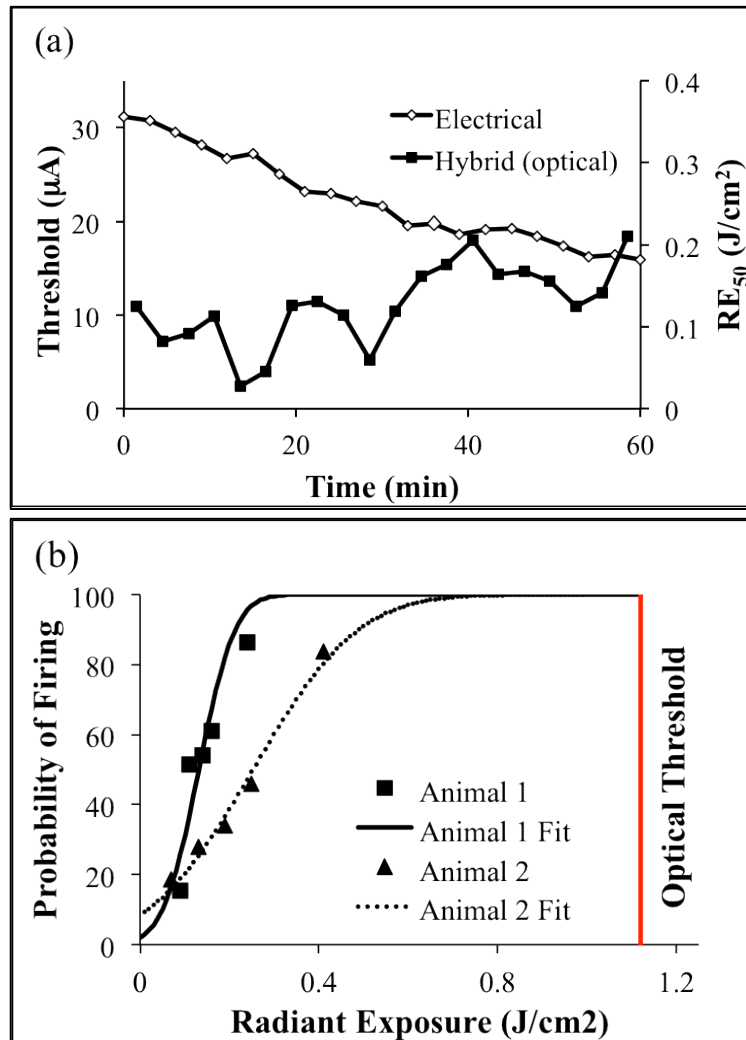 (a)
Threshold (µA)
30
20
10
0
Electrical
Hybrid (optical)
0.4
0.3
0.2
0.1
0
RE50 (J/cm2)
0
20
40
60
Time (min)
(b)
Probability of Firing
100
80
60
40
20
0
Animal 1
Animal 1 Fit
Animal 2
Animal 2 Fit
Optical Threshold
0
0.4
0.8
1.2
Radiant Exposure (J/cm2)